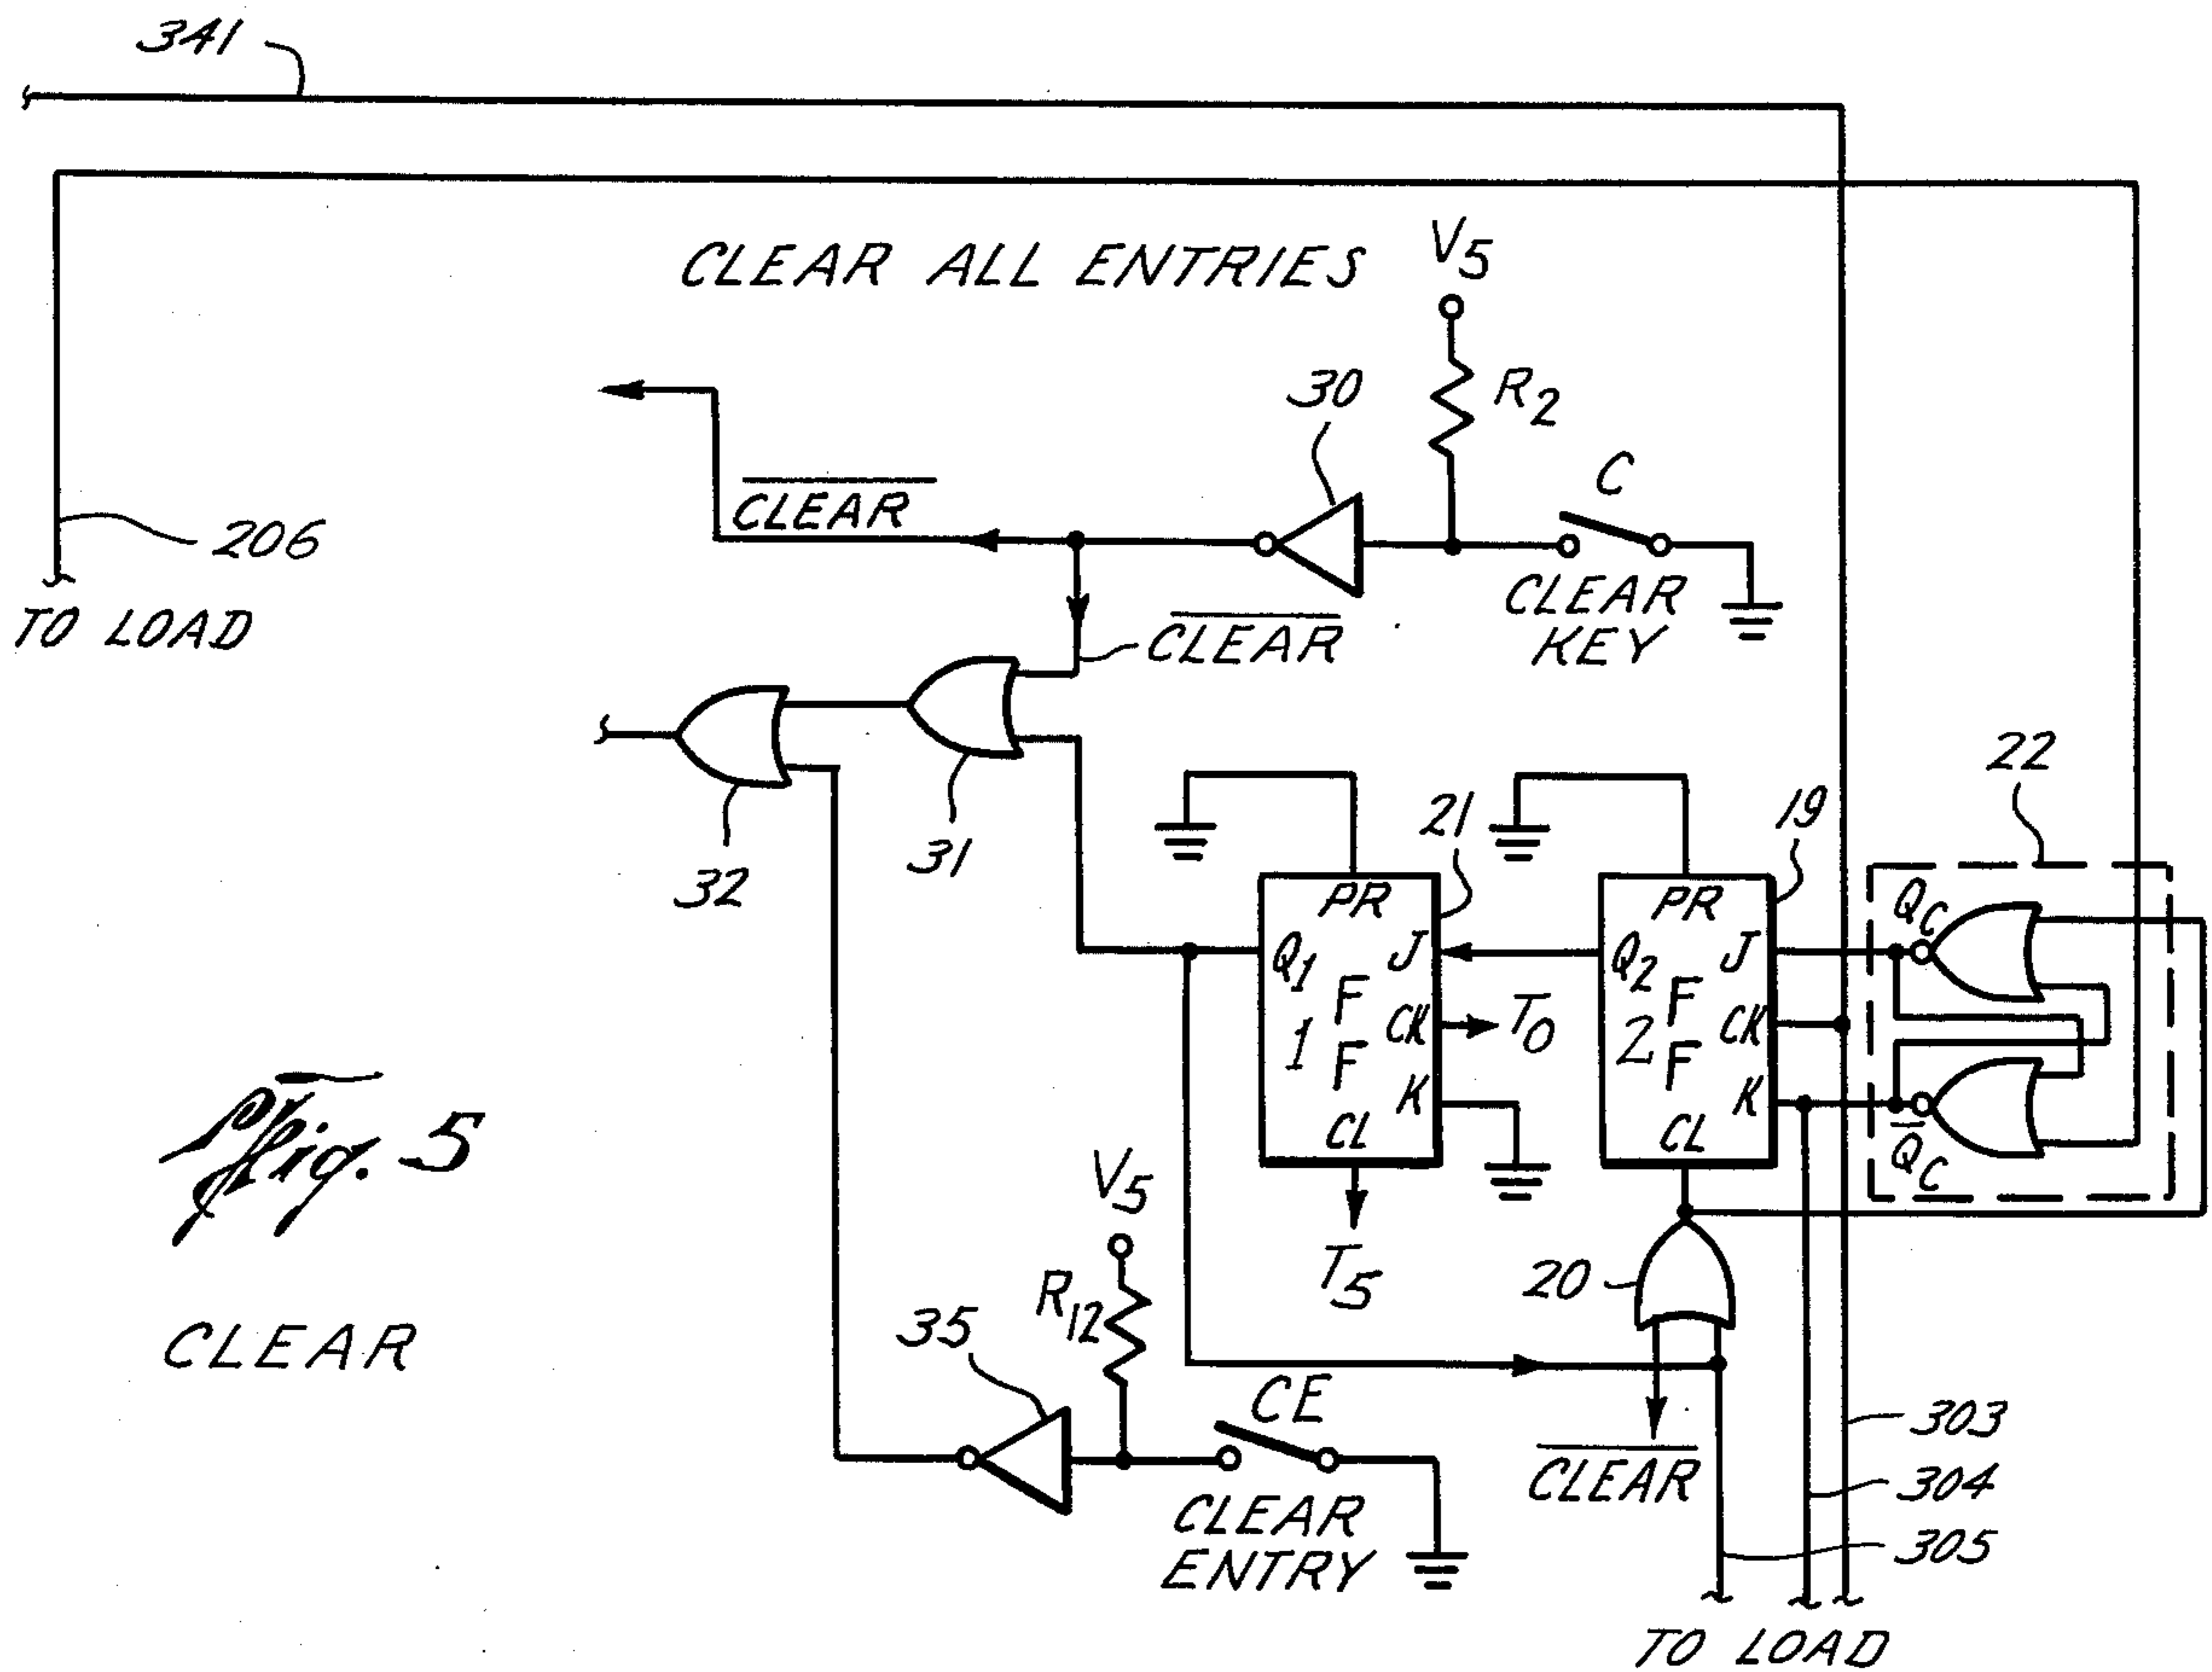 341
CLEAR ALL ENTRIES
V5
R2
30
C
CLEAR
206
TO LOAD
CLEAR
KEY
CLEAR
32
31
21
19
22
PR
Q1
J
FF
1
CK
K
CL
T0
T5
PR
Q2
J
FF
2
CK
K
CL
QC
Q̅C
Fig. 5
CLEAR
V5
R12
35
CE
CLEAR
ENTRY
20
CLEAR
303
304
305
TO LOAD